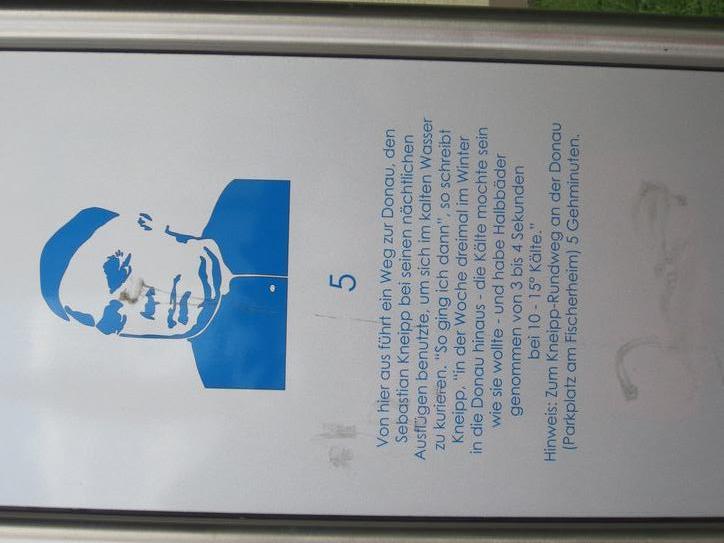 5
Von hier aus führt ein Weg zur Donau, den
Sebastian Kneipp bei seinen nächtlichen
Ausflügen benutzte, um sich im kalten Wasser
zu kurieren. "So ging ich dann", so schreibt
Kneipp, "in der Woche dreimal im Winter
in die Donau hinaus - die Kälte mochte sein
wie sie wollte - und habe Halbbäder
genommen von 3 bis 4 Sekunden
bei 10 - 15° Kälte."
Hinweis: Zum Kneipp-Rundweg an der Donau
(Parkplatz am Fischerheim) 5 Gehminuten.